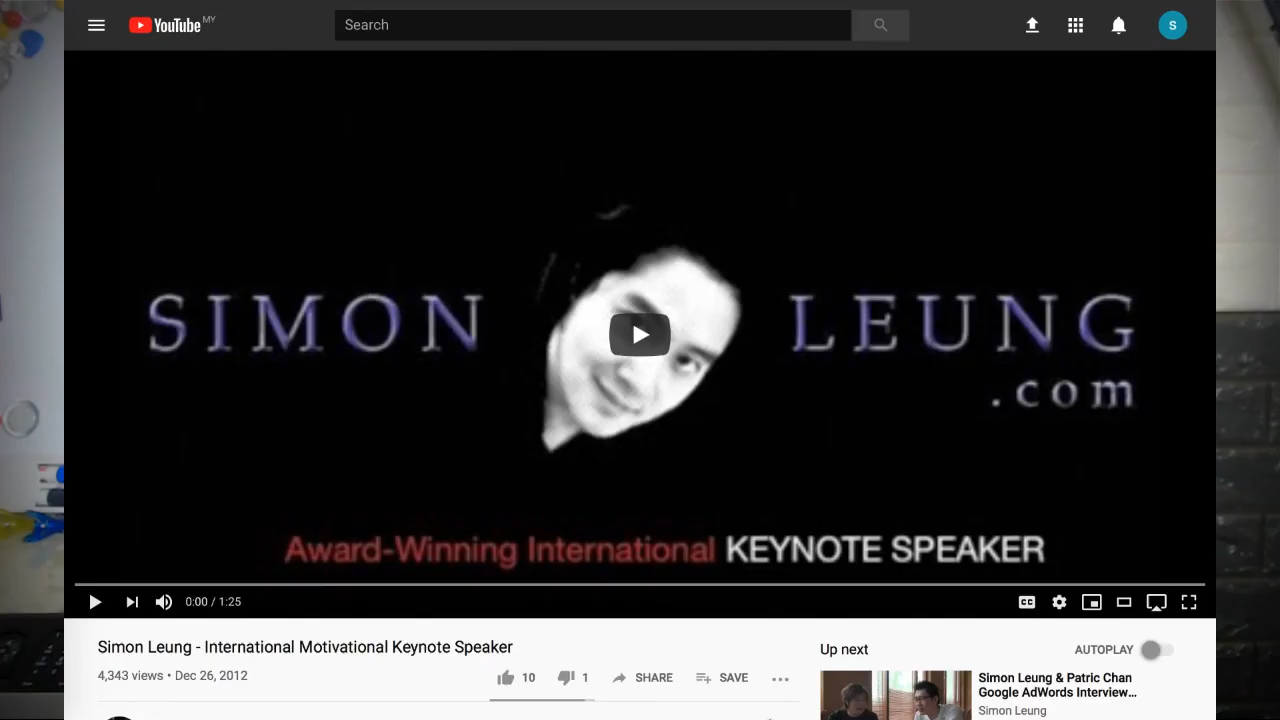 YouTube MY
Search
S
SIMON LEUNG
.com
Award-Winning International KEYNOTE SPEAKER
0:00 / 1:25
CC
Simon Leung - International Motivational Keynote Speaker
4,343 views • Dec 26, 2012
10
1
SHARE
SAVE
Up next
AUTOPLAY
Simon Leung & Patric Chan
Google AdWords Interview...
Simon Leung